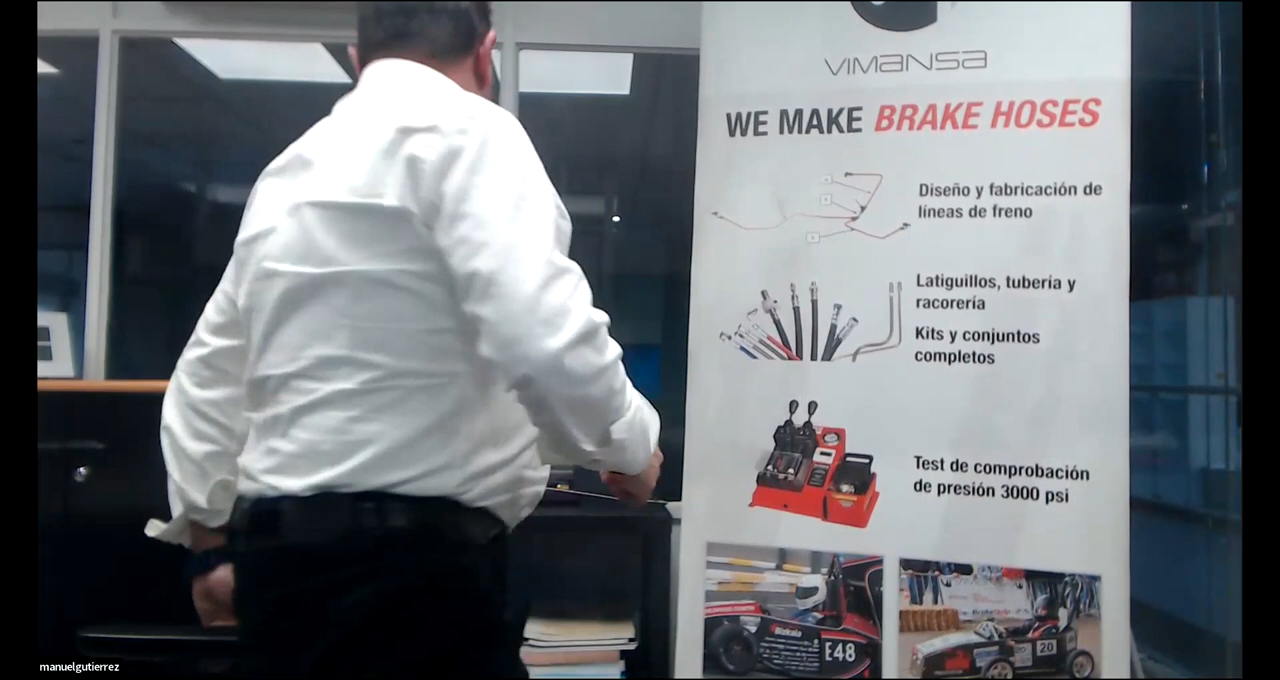 VIMANSA
WE MAKE BRAKE HOSES
Diseño y fabricación de
líneas de freno
Latiguillos, tubería y
racorería
Kits y conjuntos
completos
Test de comprobación
de presión 3000 psi
Bizkaia
E48
20
manuelgutierrez